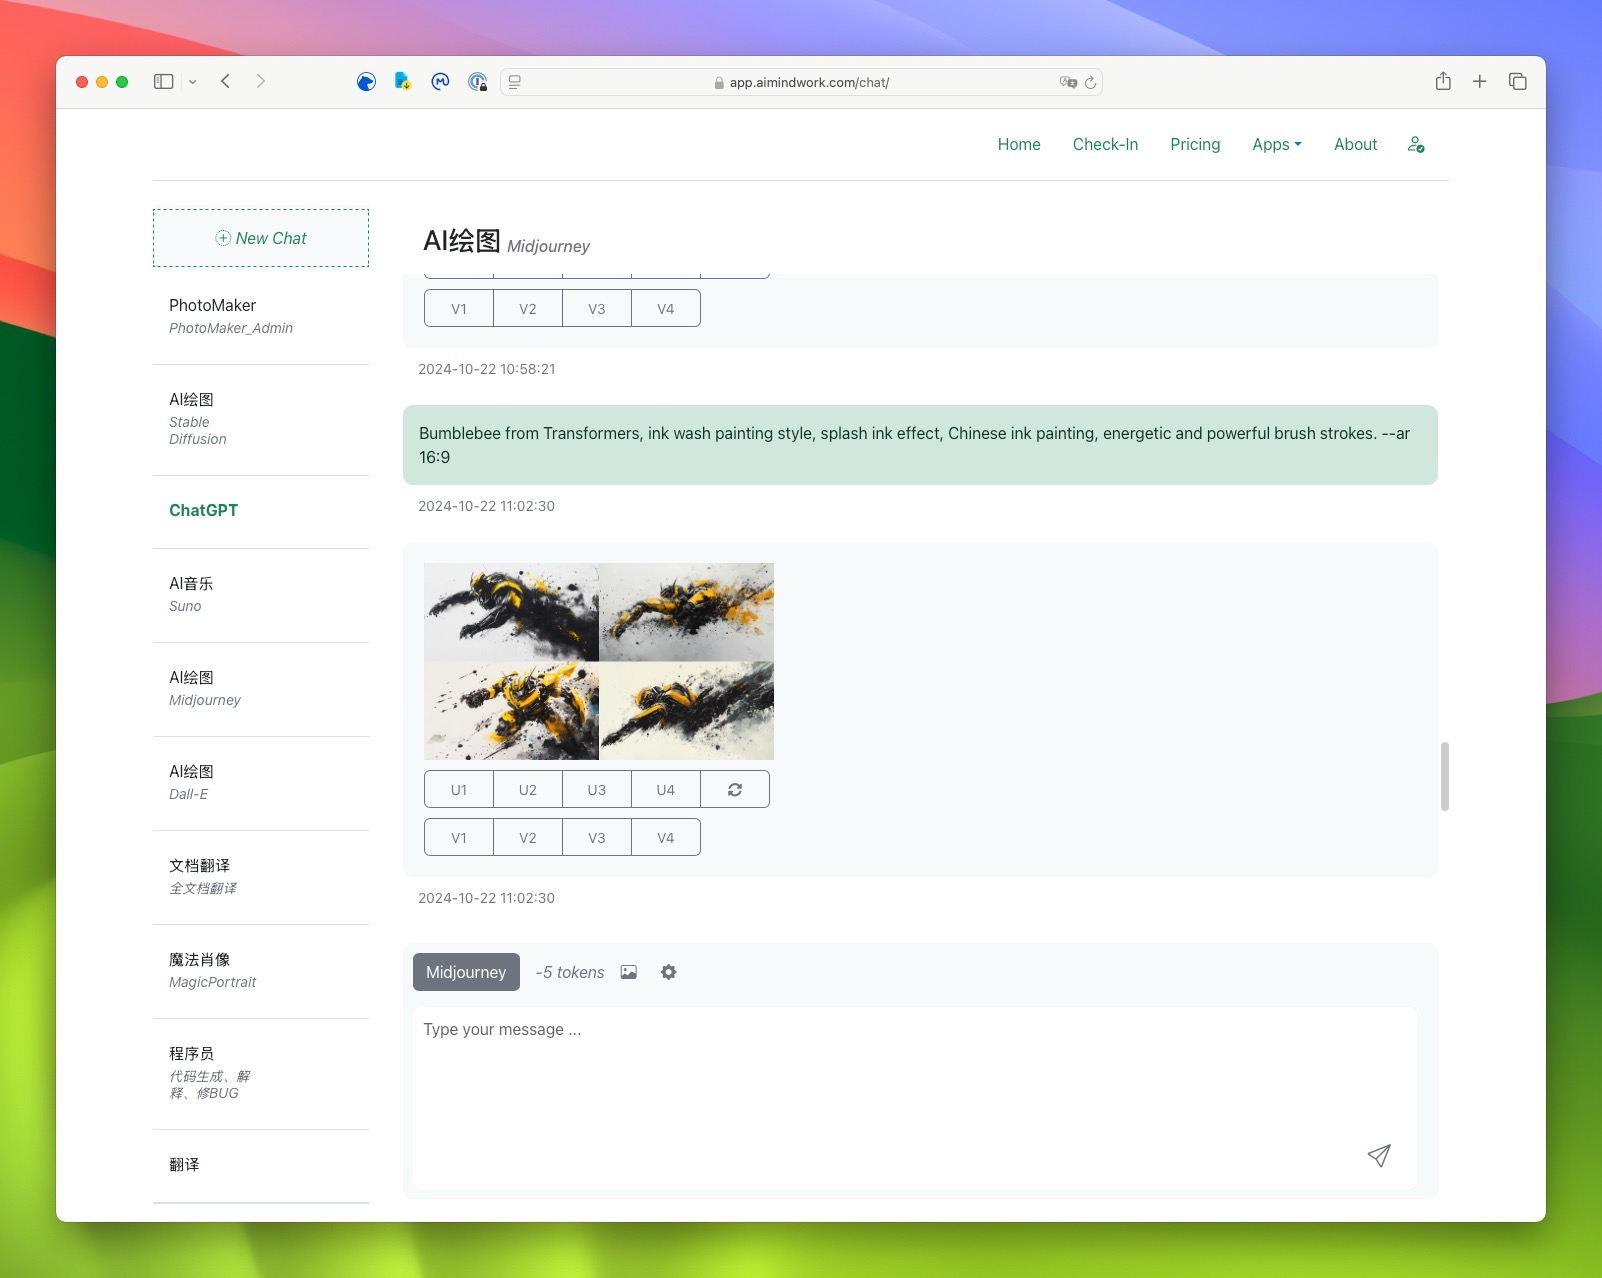 app.aimindwork.com/chat/
Home
Check-In
Pricing
Apps
About
New Chat
PhotoMaker
PhotoMaker_Admin
AI绘图
Stable
Diffusion
ChatGPT
AI音乐
Suno
AI绘图
Midjourney
AI绘图
Dall-E
文档翻译
全文档翻译
魔法肖像
MagicPortrait
程序员
代码生成、解
释、修BUG
翻译
AI绘图 Midjourney
V1
V2
V3
V4
2024-10-22 10:58:21
Bumblebee from Transformers, ink wash painting style, splash ink effect, Chinese ink painting, energetic and powerful brush strokes. --ar
16:9
2024-10-22 11:02:30
U1
U2
U3
U4
V1
V2
V3
V4
2024-10-22 11:02:30
Midjourney
-5 tokens
Type your message ...